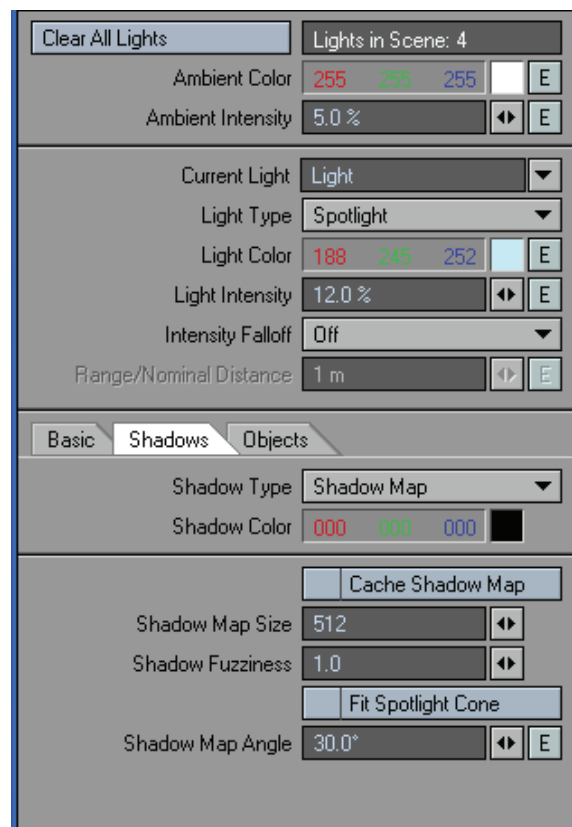 Clear All Lights Lights in Scene: 4
Ambient Color 255 255 255 E
Ambient Intensity 5.0 % E
Current Light Light
Light Type Spotlight
Light Color 188 245 252 E
Light Intensity 12.0 % E
Intensity Falloff Off
Range/Nominal Distance 1 m E
Basic Shadows Objects
Shadow Type Shadow Map
Shadow Color 000 000 000
Cache Shadow Map
Shadow Map Size 512
Shadow Fuzziness 1.0
Fit Spotlight Cone
Shadow Map Angle 30.0° E